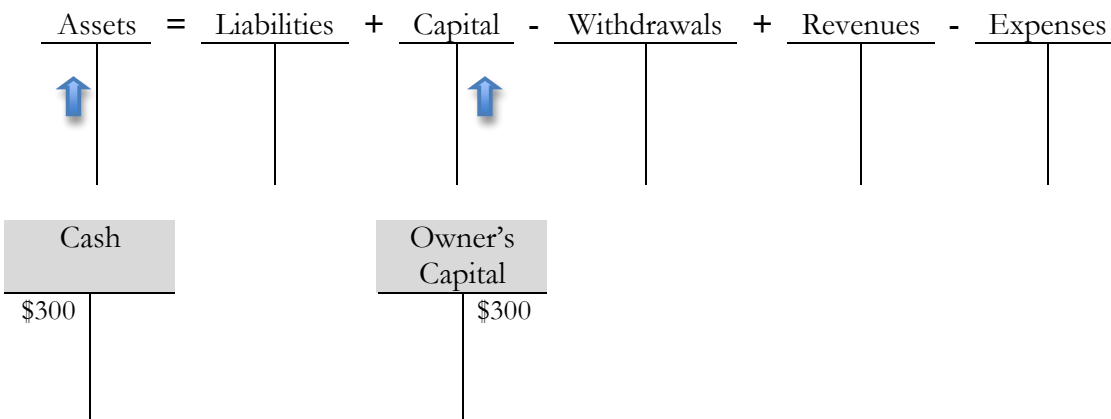 Assets = Liabilities + Capital - Withdrawals + Revenues - Expenses
Cash
Owner's
Capital
$300
$300